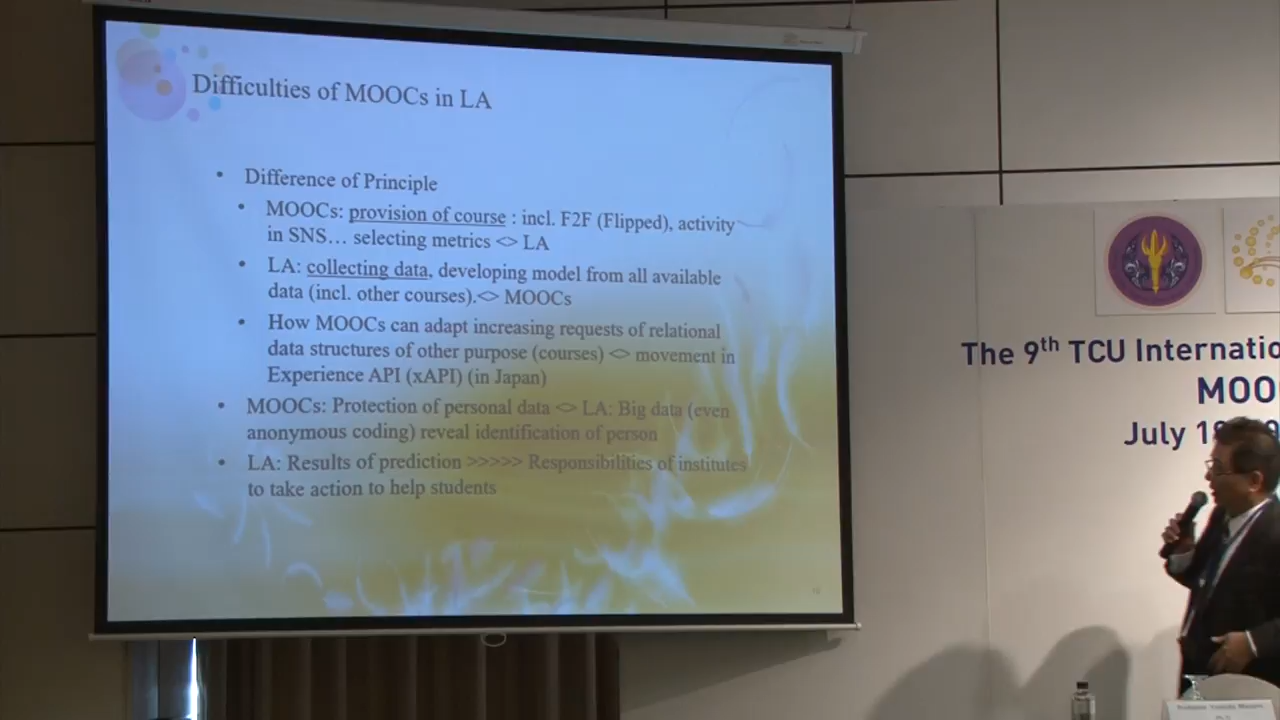 Difficulties of MOOCs in LA
• Difference of Principle
• MOOCs: provision of course : incl. F2F (Flipped), activity
in SNS... selecting metrics <> LA
• LA: collecting data, developing model from all available
data (incl. other courses).<> MOOCs
• How MOOCs can adapt increasing requests of relational
data structures of other purpose (courses) <> movement in
Experience API (xAPI) (in Japan)
• MOOCs: Protection of personal data <> LA: Big data (even
anonymous coding) reveal identification of person
• LA: Results of prediction >>>>> Responsibilities of institutes
to take action to help students
The 9th TCU Internatio
MOO
July
Professor